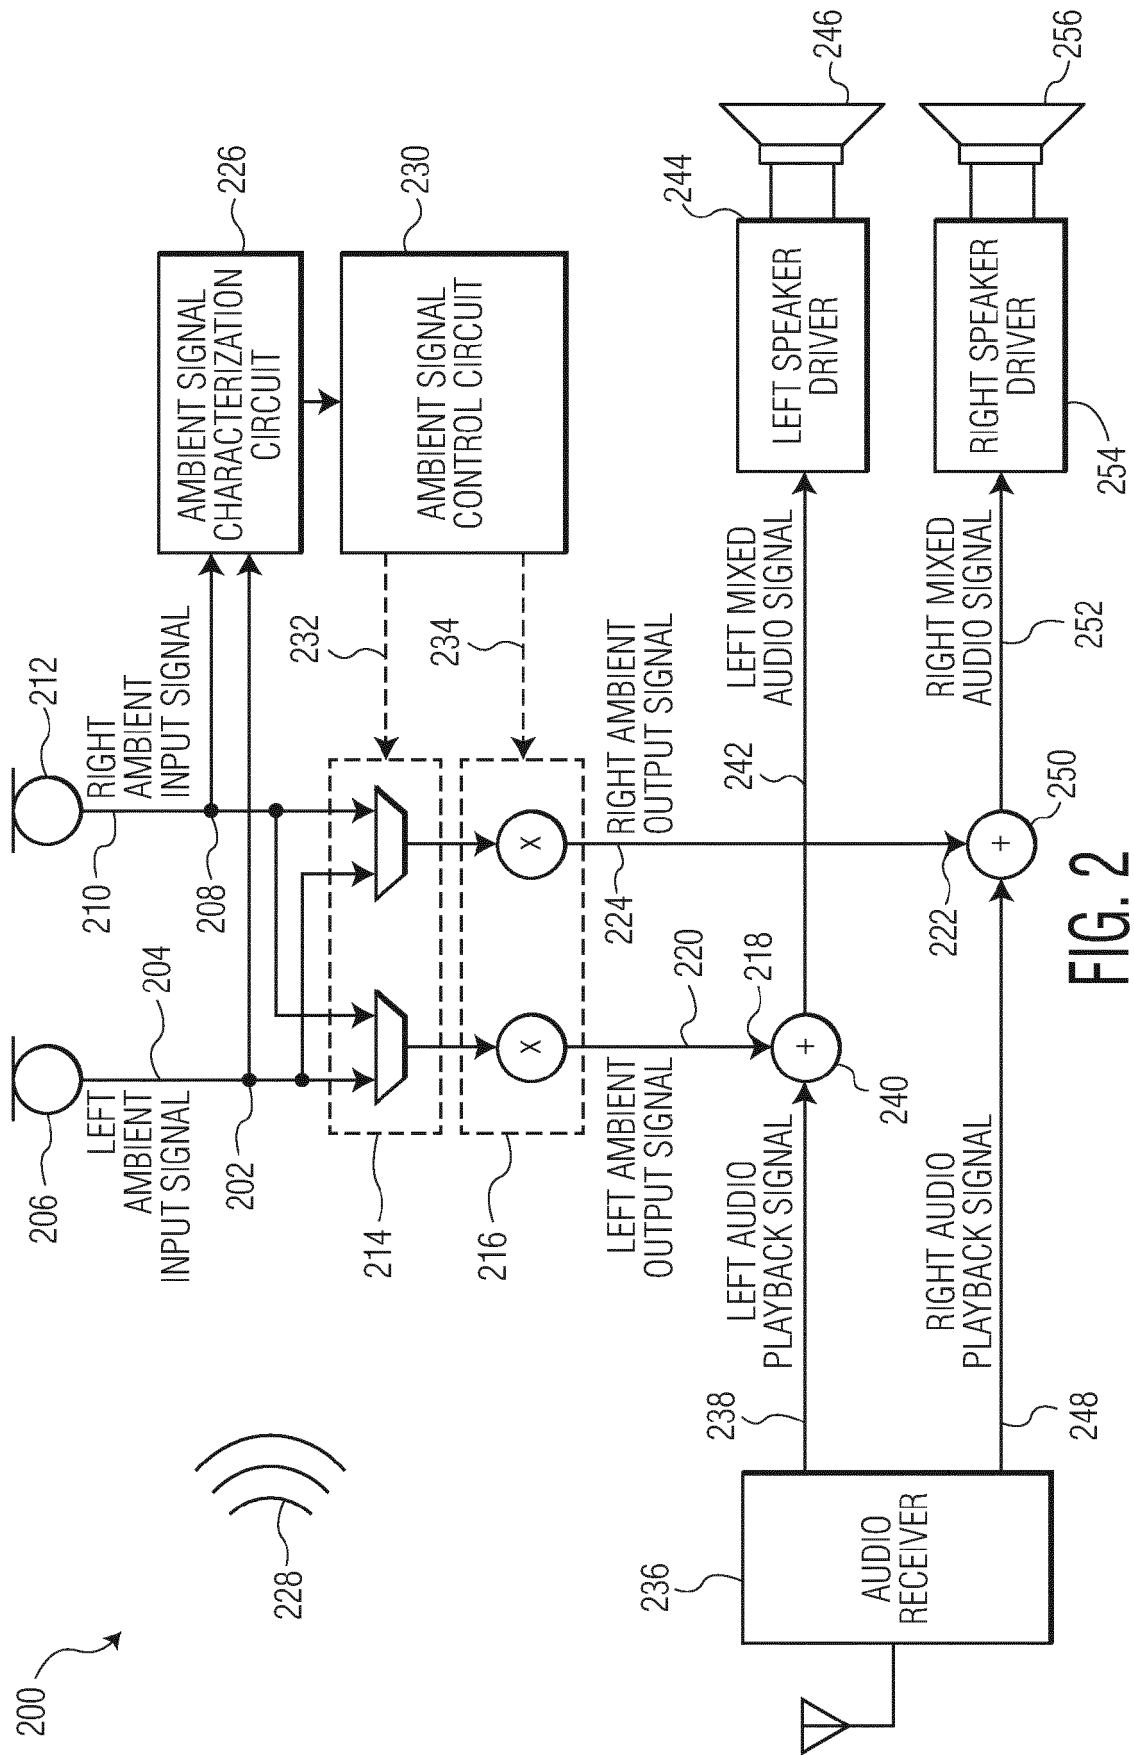 200
228
206
LEFT
AMBIENT
INPUT SIGNAL
204
202
212
RIGHT
AMBIENT
INPUT SIGNAL
210
208
AMBIENT SIGNAL
CHARACTERIZATION
CIRCUIT
226
AMBIENT SIGNAL
CONTROL CIRCUIT
230
232
234
214
216
X
X
LEFT AMBIENT
OUTPUT SIGNAL
220
218
RIGHT AMBIENT
OUTPUT SIGNAL
224
222
AUDIO
RECEIVER
236
LEFT AUDIO
PLAYBACK SIGNAL
238
+
240
242
LEFT MIXED
AUDIO SIGNAL
LEFT SPEAKER
DRIVER
244
246
RIGHT AUDIO
PLAYBACK SIGNAL
248
+
250
RIGHT MIXED
AUDIO SIGNAL
252
RIGHT SPEAKER
DRIVER
254
256
FIG. 2